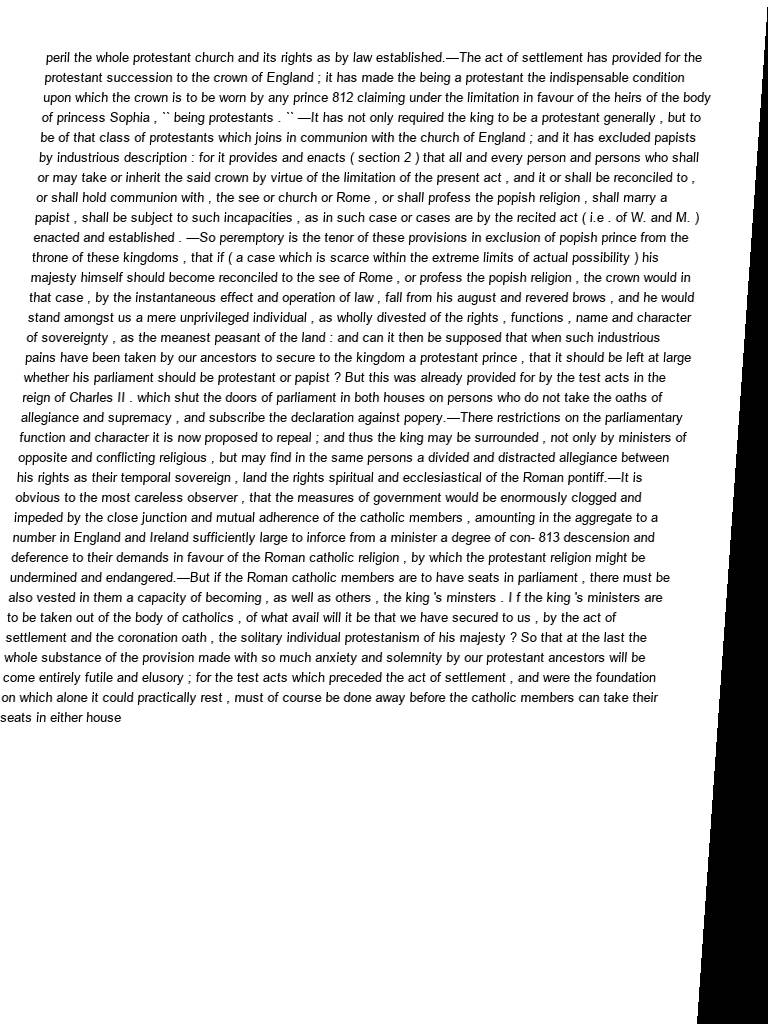 peril the whole protestant church and its rights as by law established.—The act of settlement has provided for the
protestant succession to the crown of England ; it has made the being a protestant the indispensable condition
upon which the crown is to be worn by any prince 812 claiming under the limitation in favour of the heirs of the body
of princess Sophia , `` being protestants . `` —It has not only required the king to be a protestant generally , but to
be of that class of protestants which joins in communion with the church of England ; and it has excluded papists
by industrious description : for it provides and enacts ( section 2 ) that all and every person and persons who shall
or may take or inherit the said crown by virtue of the limitation of the present act , and it or shall be reconciled to ,
or shall hold communion with , the see or church or Rome , or shall profess the popish religion , shall marry a
papist , shall be subject to such incapacities , as in such case or cases are by the recited act ( i.e . of W. and M. )
enacted and established . —So peremptory is the tenor of these provisions in exclusion of popish prince from the
throne of these kingdoms , that if ( a case which is scarce within the extreme limits of actual possibility ) his
majesty himself should become reconciled to the see of Rome , or profess the popish religion , the crown would in
that case , by the instantaneous effect and operation of law , fall from his august and revered brows , and he would
stand amongst us a mere unprivileged individual , as wholly divested of the rights , functions , name and character
of sovereignty , as the meanest peasant of the land : and can it then be supposed that when such industrious
pains have been taken by our ancestors to secure to the kingdom a protestant prince , that it should be left at large
whether his parliament should be protestant or papist ? But this was already provided for by the test acts in the
reign of Charles II . which shut the doors of parliament in both houses on persons who do not take the oaths of
allegiance and supremacy , and subscribe the declaration against popery.—There restrictions on the parliamentary
function and character it is now proposed to repeal ; and thus the king may be surrounded , not only by ministers of
opposite and conflicting religious , but may find in the same persons a divided and distracted allegiance between
his rights as their temporal sovereign , land the rights spiritual and ecclesiastical of the Roman pontiff.—It is
obvious to the most careless observer , that the measures of government would be enormously clogged and
impeded by the close junction and mutual adherence of the catholic members , amounting in the aggregate to a
number in England and Ireland sufficiently large to inforce from a minister a degree of con- 813 descension and
deference to their demands in favour of the Roman catholic religion , by which the protestant religion might be
undermined and endangered.—But if the Roman catholic members are to have seats in parliament , there must be
also vested in them a capacity of becoming , as well as others , the king 's minsters . I f the king 's ministers are
to be taken out of the body of catholics , of what avail will it be that we have secured to us , by the act of
settlement and the coronation oath , the solitary individual protestanism of his majesty ? So that at the last the
whole substance of the provision made with so much anxiety and solemnity by our protestant ancestors will be
come entirely futile and elusory ; for the test acts which preceded the act of settlement , and were the foundation
on which alone it could practically rest , must of course be done away before the catholic members can take their
seats in either house